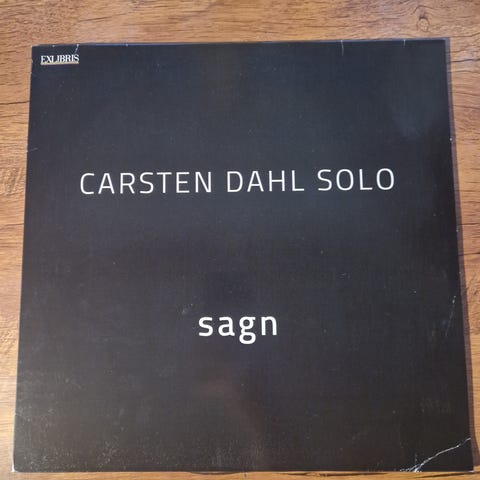 EXLIBRIS
CARSTEN DAHL SOLO
sagn